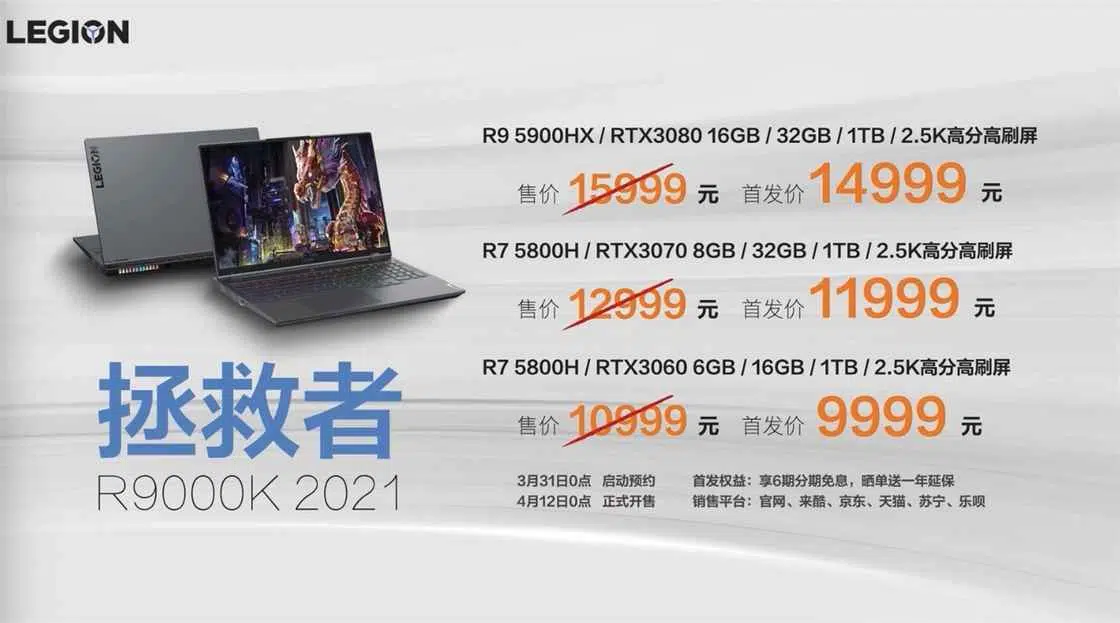 LEGION
LEGION
R9 5900HX / RTX3080 16GB / 32GB / 1TB / 2.5K高分高刷屏
售价 15999 元 首发价 14999 元
R7 5800H / RTX3070 8GB / 32GB / 1TB / 2.5K高分高刷屏
售价 12999 元 首发价 11999 元
R7 5800H / RTX3060 6GB / 16GB / 1TB / 2.5K高分高刷屏
售价 10999 元 首发价 9999 元
拯救者
R9000K 2021
3月31日0点 启动预约 首发权益：享6期分期免息，晒单送一年延保
4月12日0点 正式开售 销售平台：官网、来酷、京东、天猫、苏宁、乐呗